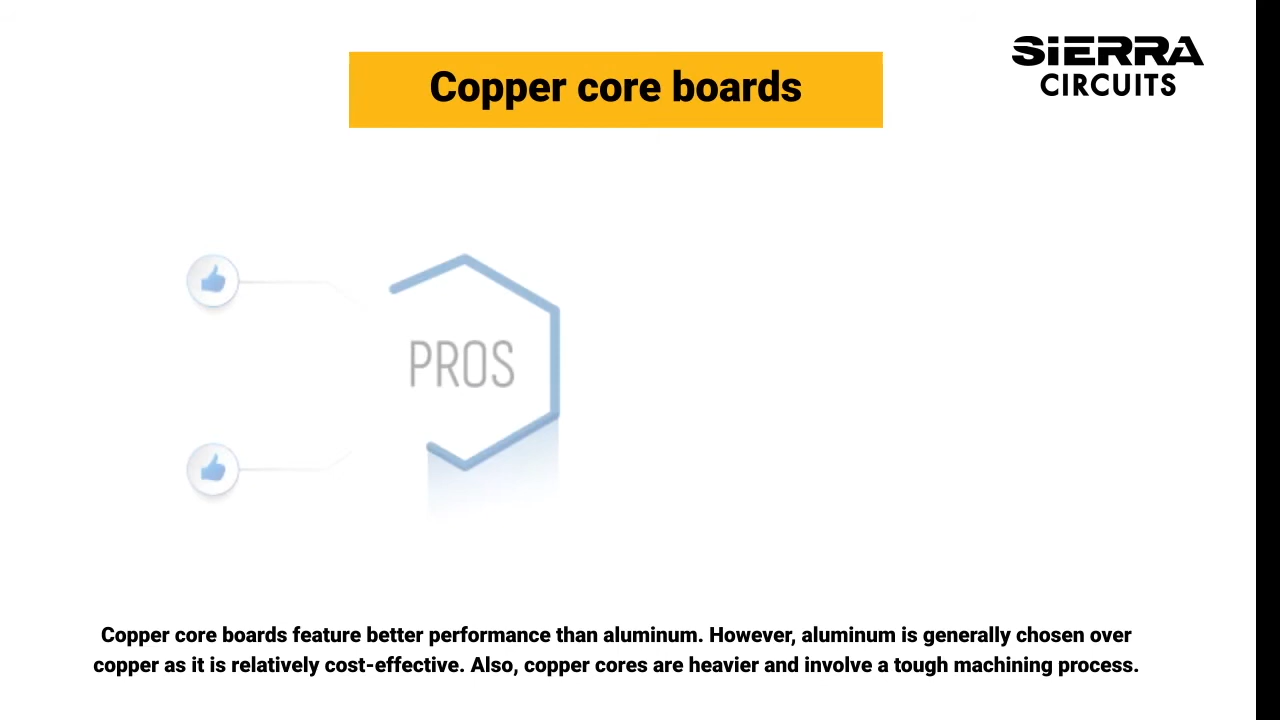 Copper core boards
SiERRA
CIRCUITS
PROS
Copper core boards feature better performance than aluminum. However, aluminum is generally chosen over
copper as it is relatively cost-effective. Also, copper cores are heavier and involve a tough machining process.